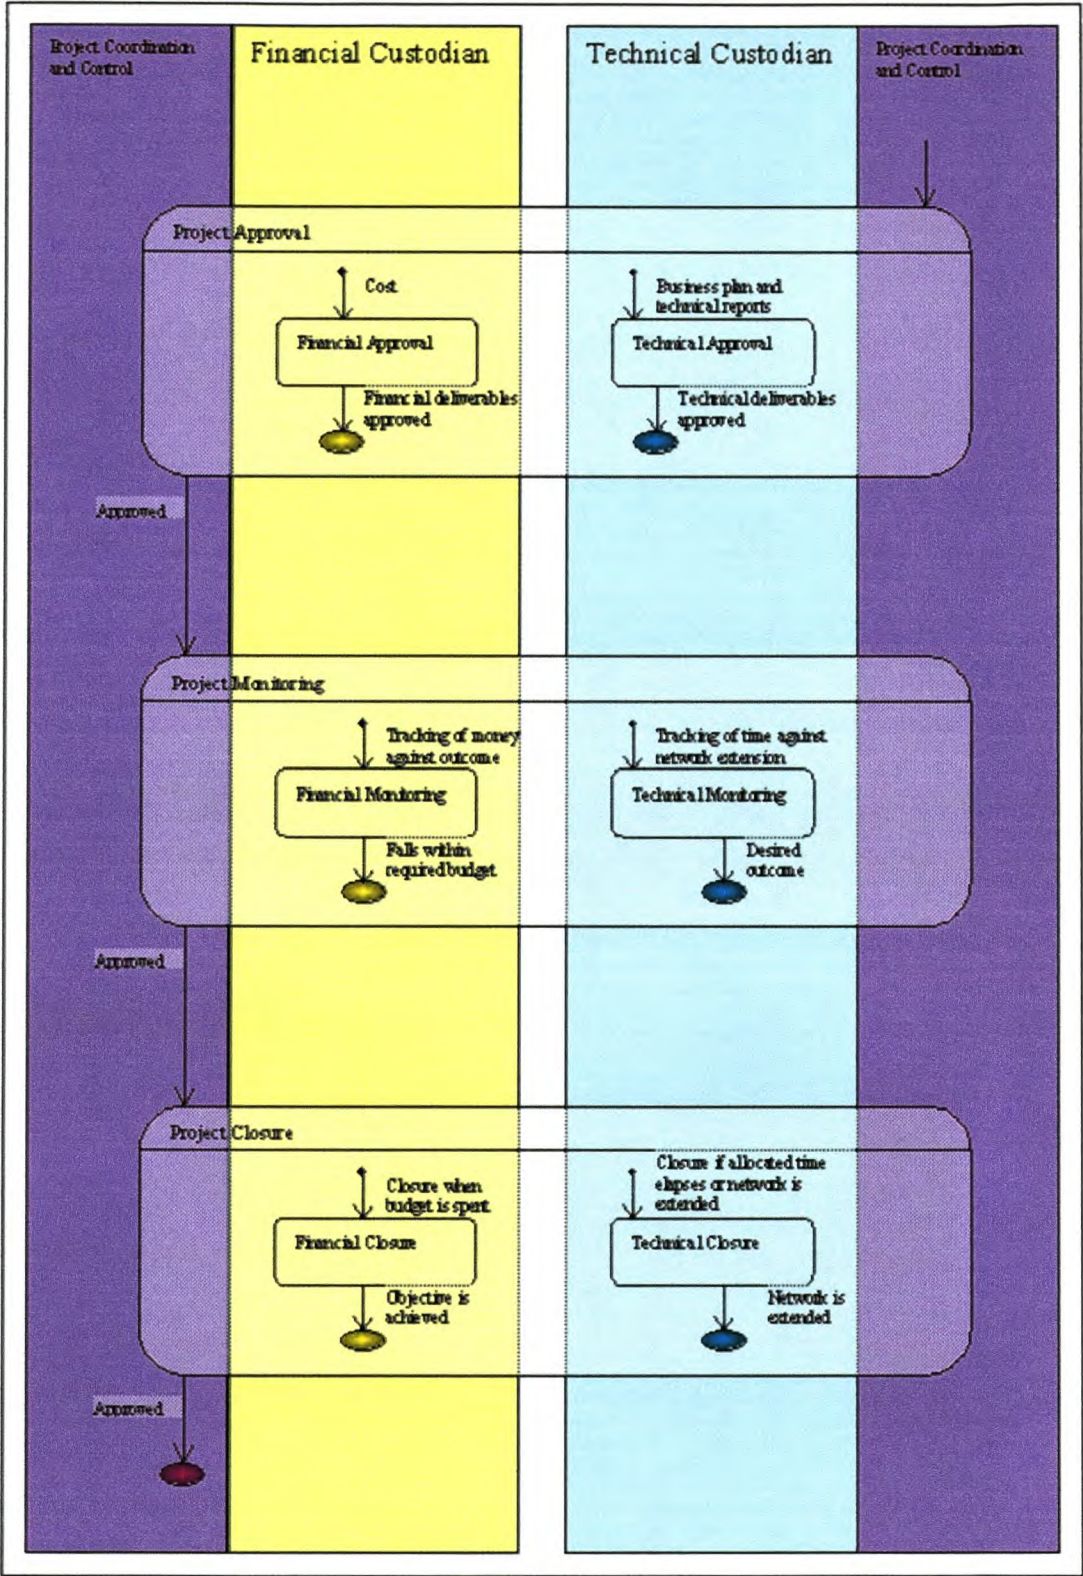 Project Coordination
and Control
Financial Custodian
Technical Custodian
Project Coordination
and Control
Project Approval
Cost
Financial Approval
Financial deliverables
approved
Business plan and
technical reports
Technical Approval
Technical deliverables
approved
Approved
Project Monitoring
Tracking of money
against outcome
Financial Monitoring
Falls within
required budget
Tracking of time against
network extension
Technical Monitoring
Desired
outcome
Approved
Project Closure
Closure when
budget is spent
Financial Closure
Objective is
achieved
Closure if allocated time
elapses or network is
extended
Technical Closure
Network is
extended
Approved